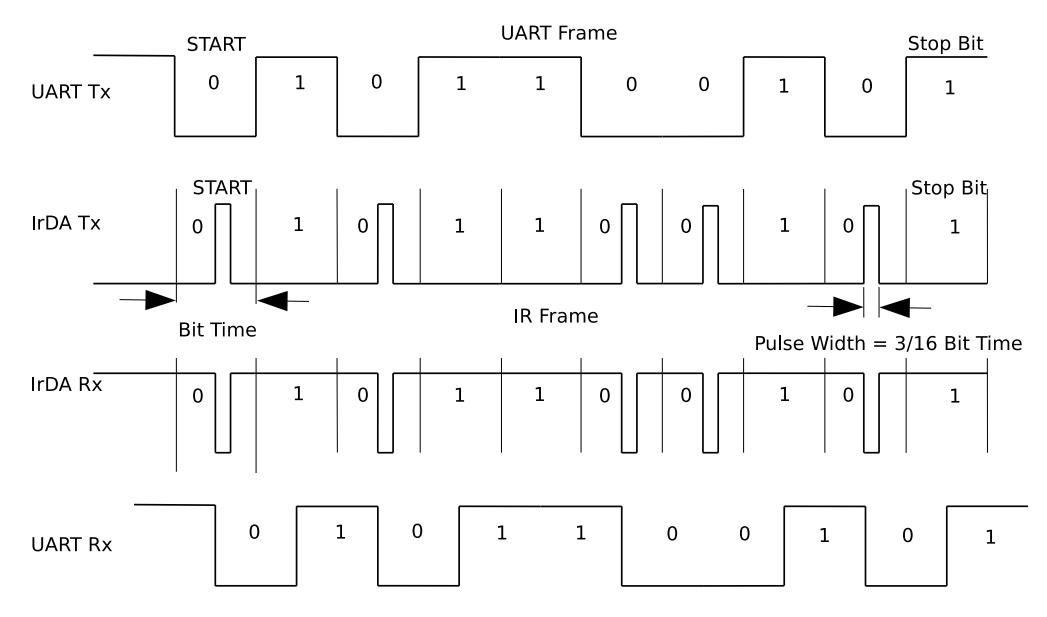 UART Frame
START
Stop Bit
UART Tx
0 1 0 1 1 0 0 1 0 1
START
Stop Bit
IrDA Tx
0 1 0 1 1 0 0 1 0 1
Bit Time
IR Frame
Pulse Width = 3/16 Bit Time
IrDA Rx
0 1 0 1 1 0 0 1 0 1
UART Rx
0 1 0 1 1 0 0 1 0 1